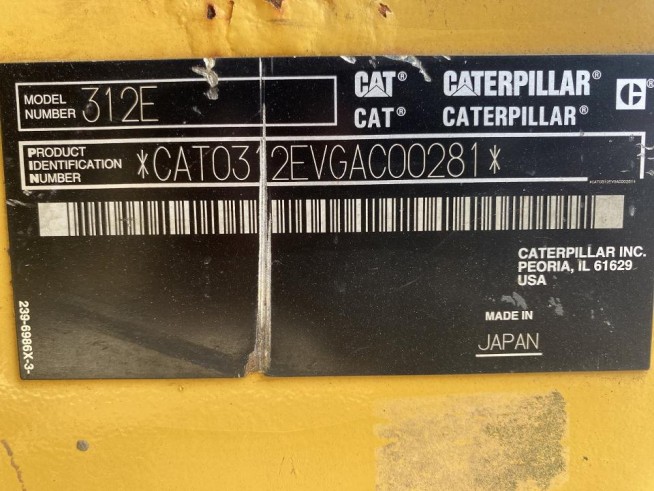 MODEL
NUMBER 312E
CAT® CATERPILLAR®
CAT® CATERPILLAR®
PRODUCT
IDENTIFICATION
NUMBER *CAT0312EVGAC00281*
*CAT0312EVGAC00281*
CATERPILLAR INC.
PEORIA, IL 61629
USA
MADE IN
JAPAN
239-6986X-3-